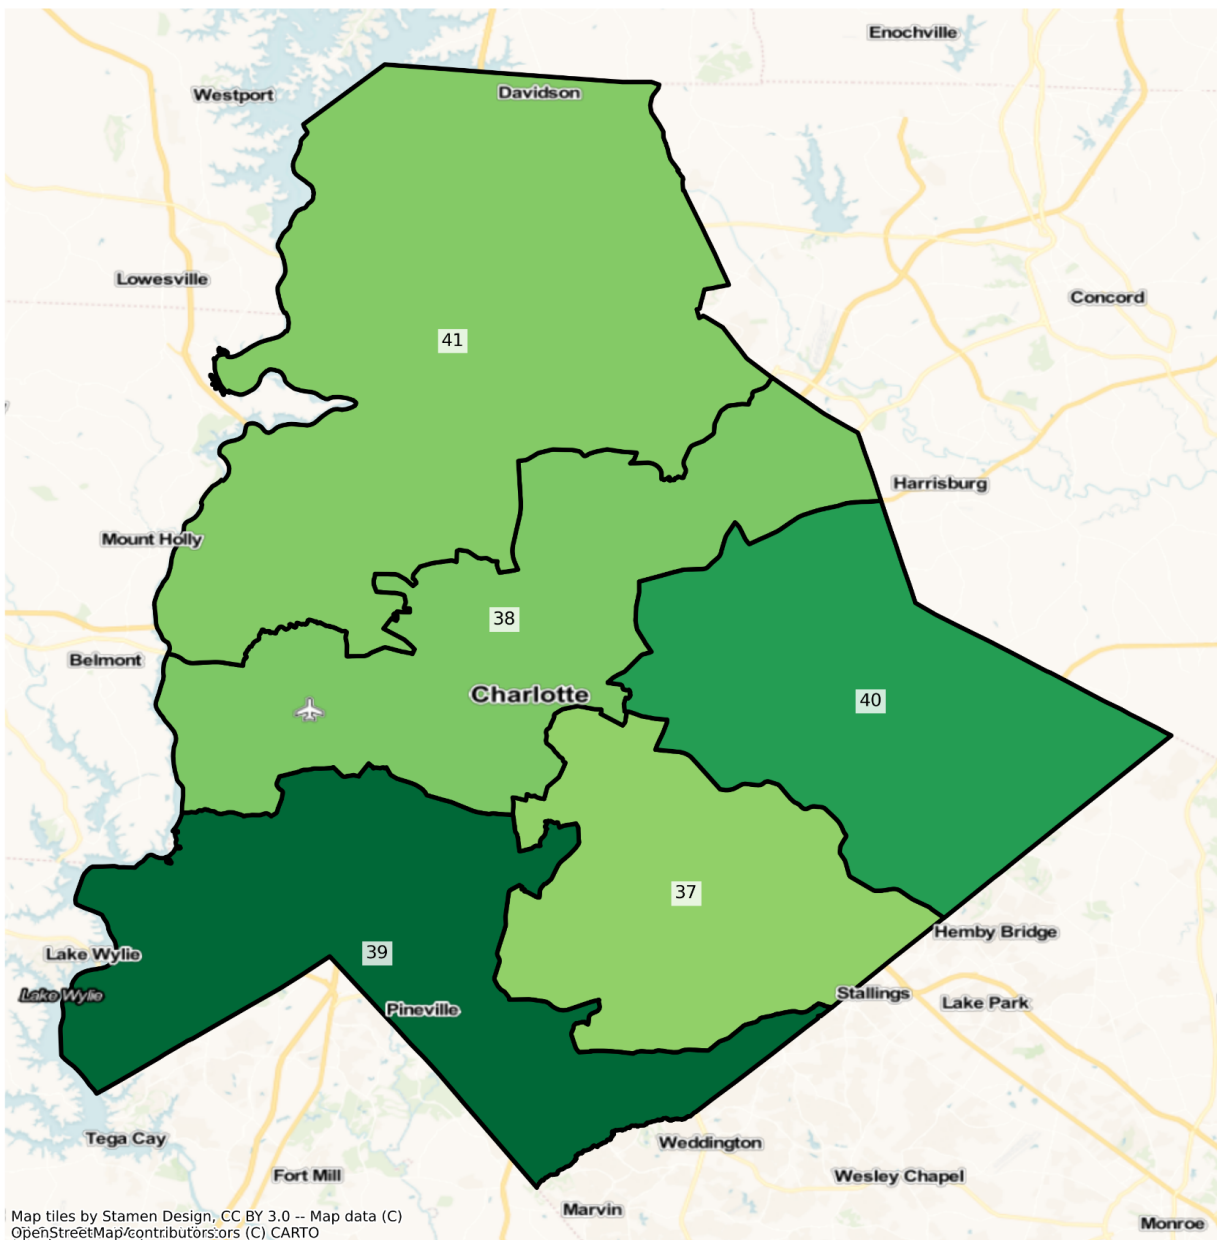 Enochville
Westport
Davidson
Lowesville
Concord
41
Harrisburg
Mount Holly
38
Belmont
Charlotte
40
37
Hemby Bridge
Lake Wylie
39
Lake Wylie
Stallings
Lake Park
Pineville
Tega Cay
Weddington
Fort Mill
Wesley Chapel
Marvin
Monroe
Map tiles by Stamen Design, CC BY 3.0 -- Map data (C)
OpenStreetMap contributors (C) CARTO